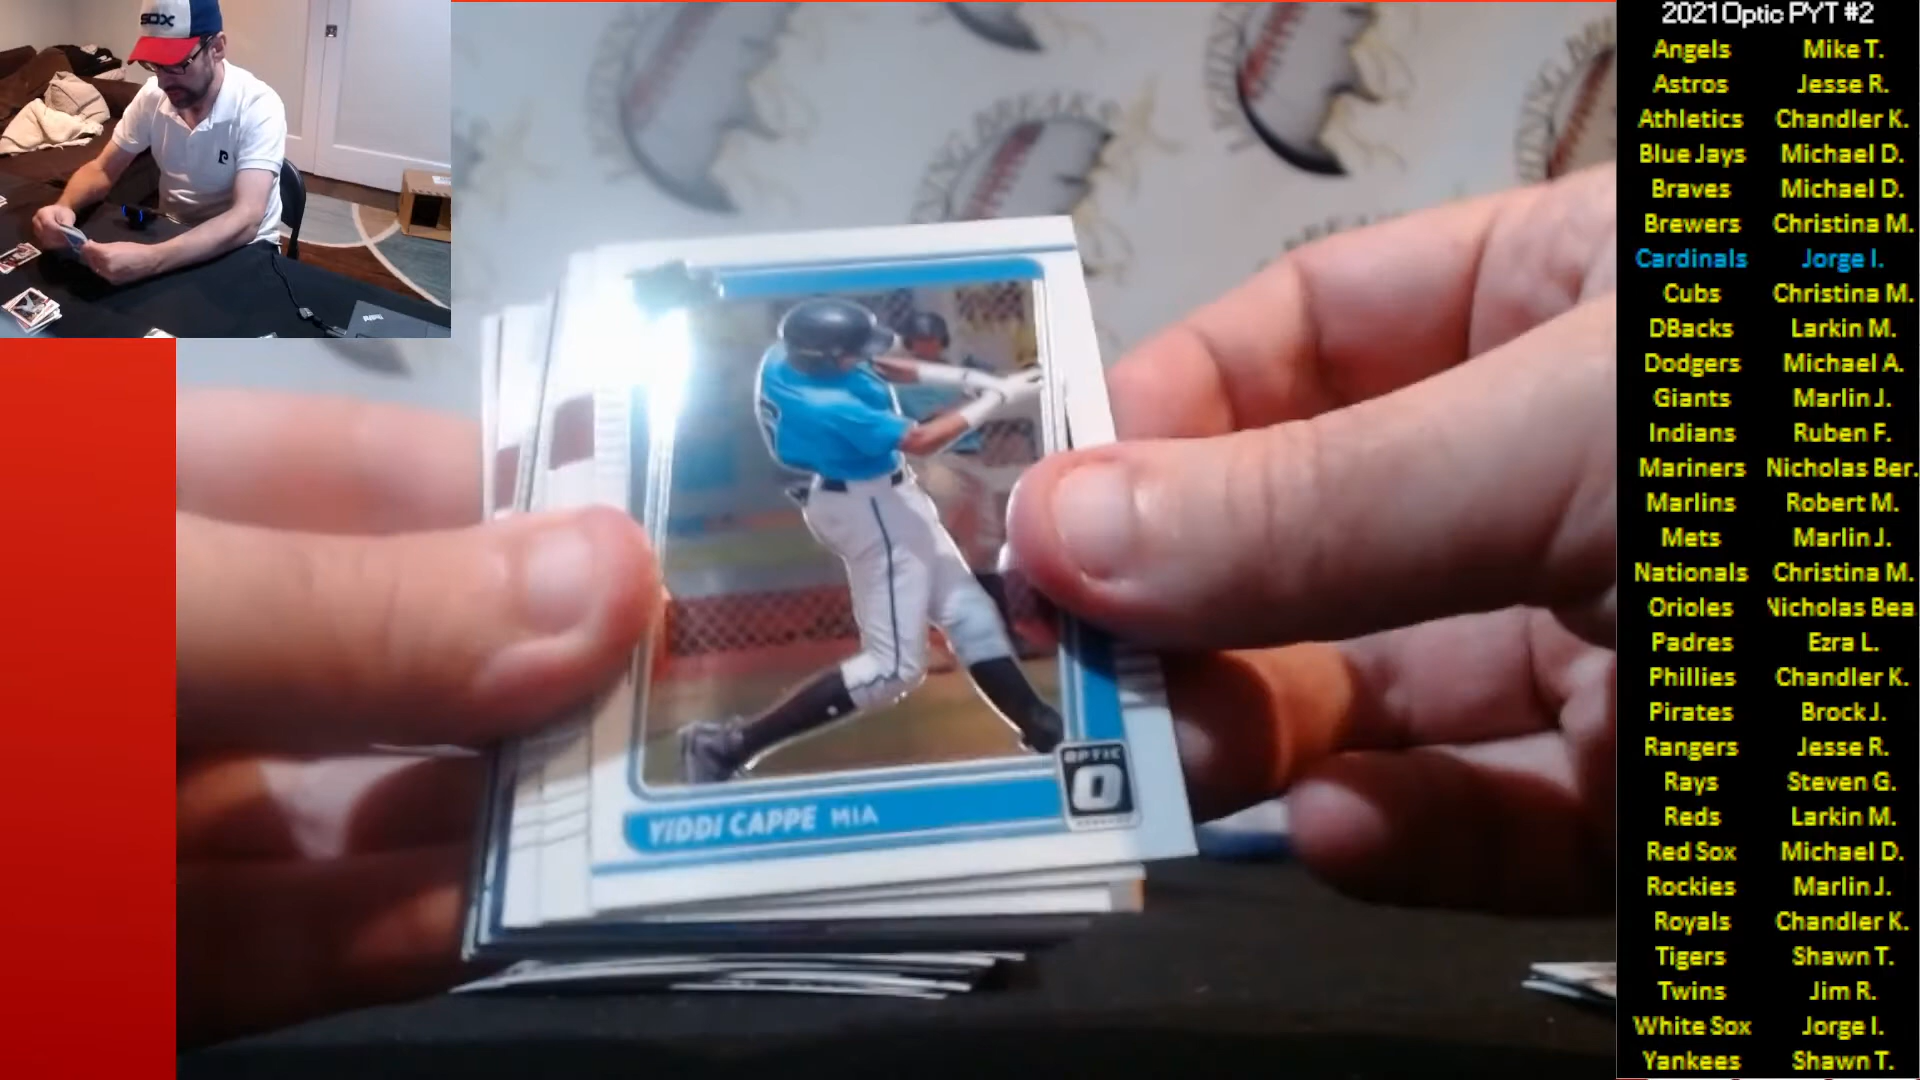 SOX
BREAKS
YIDDI CAPPE MIA
OPTIC
2021 Optic PYT #2
Angels Mike T.
Astros Jesse R.
Athletics Chandler K.
Blue Jays Michael D.
Braves Michael D.
Brewers Christina M.
Cardinals Jorge I.
Cubs Christina M.
DBacks Larkin M.
Dodgers Michael A.
Giants Marlin J.
Indians Ruben F.
Mariners Nicholas Ber.
Marlins Robert M.
Mets Marlin J.
Nationals Christina M.
Orioles Nicholas Bea
Padres Ezra L.
Phillies Chandler K.
Pirates Brock J.
Rangers Jesse R.
Rays Steven G.
Reds Larkin M.
Red Sox Michael D.
Rockies Marlin J.
Royals Chandler K.
Tigers Shawn T.
Twins Jim R.
White Sox Jorge I.
Yankees Shawn T.